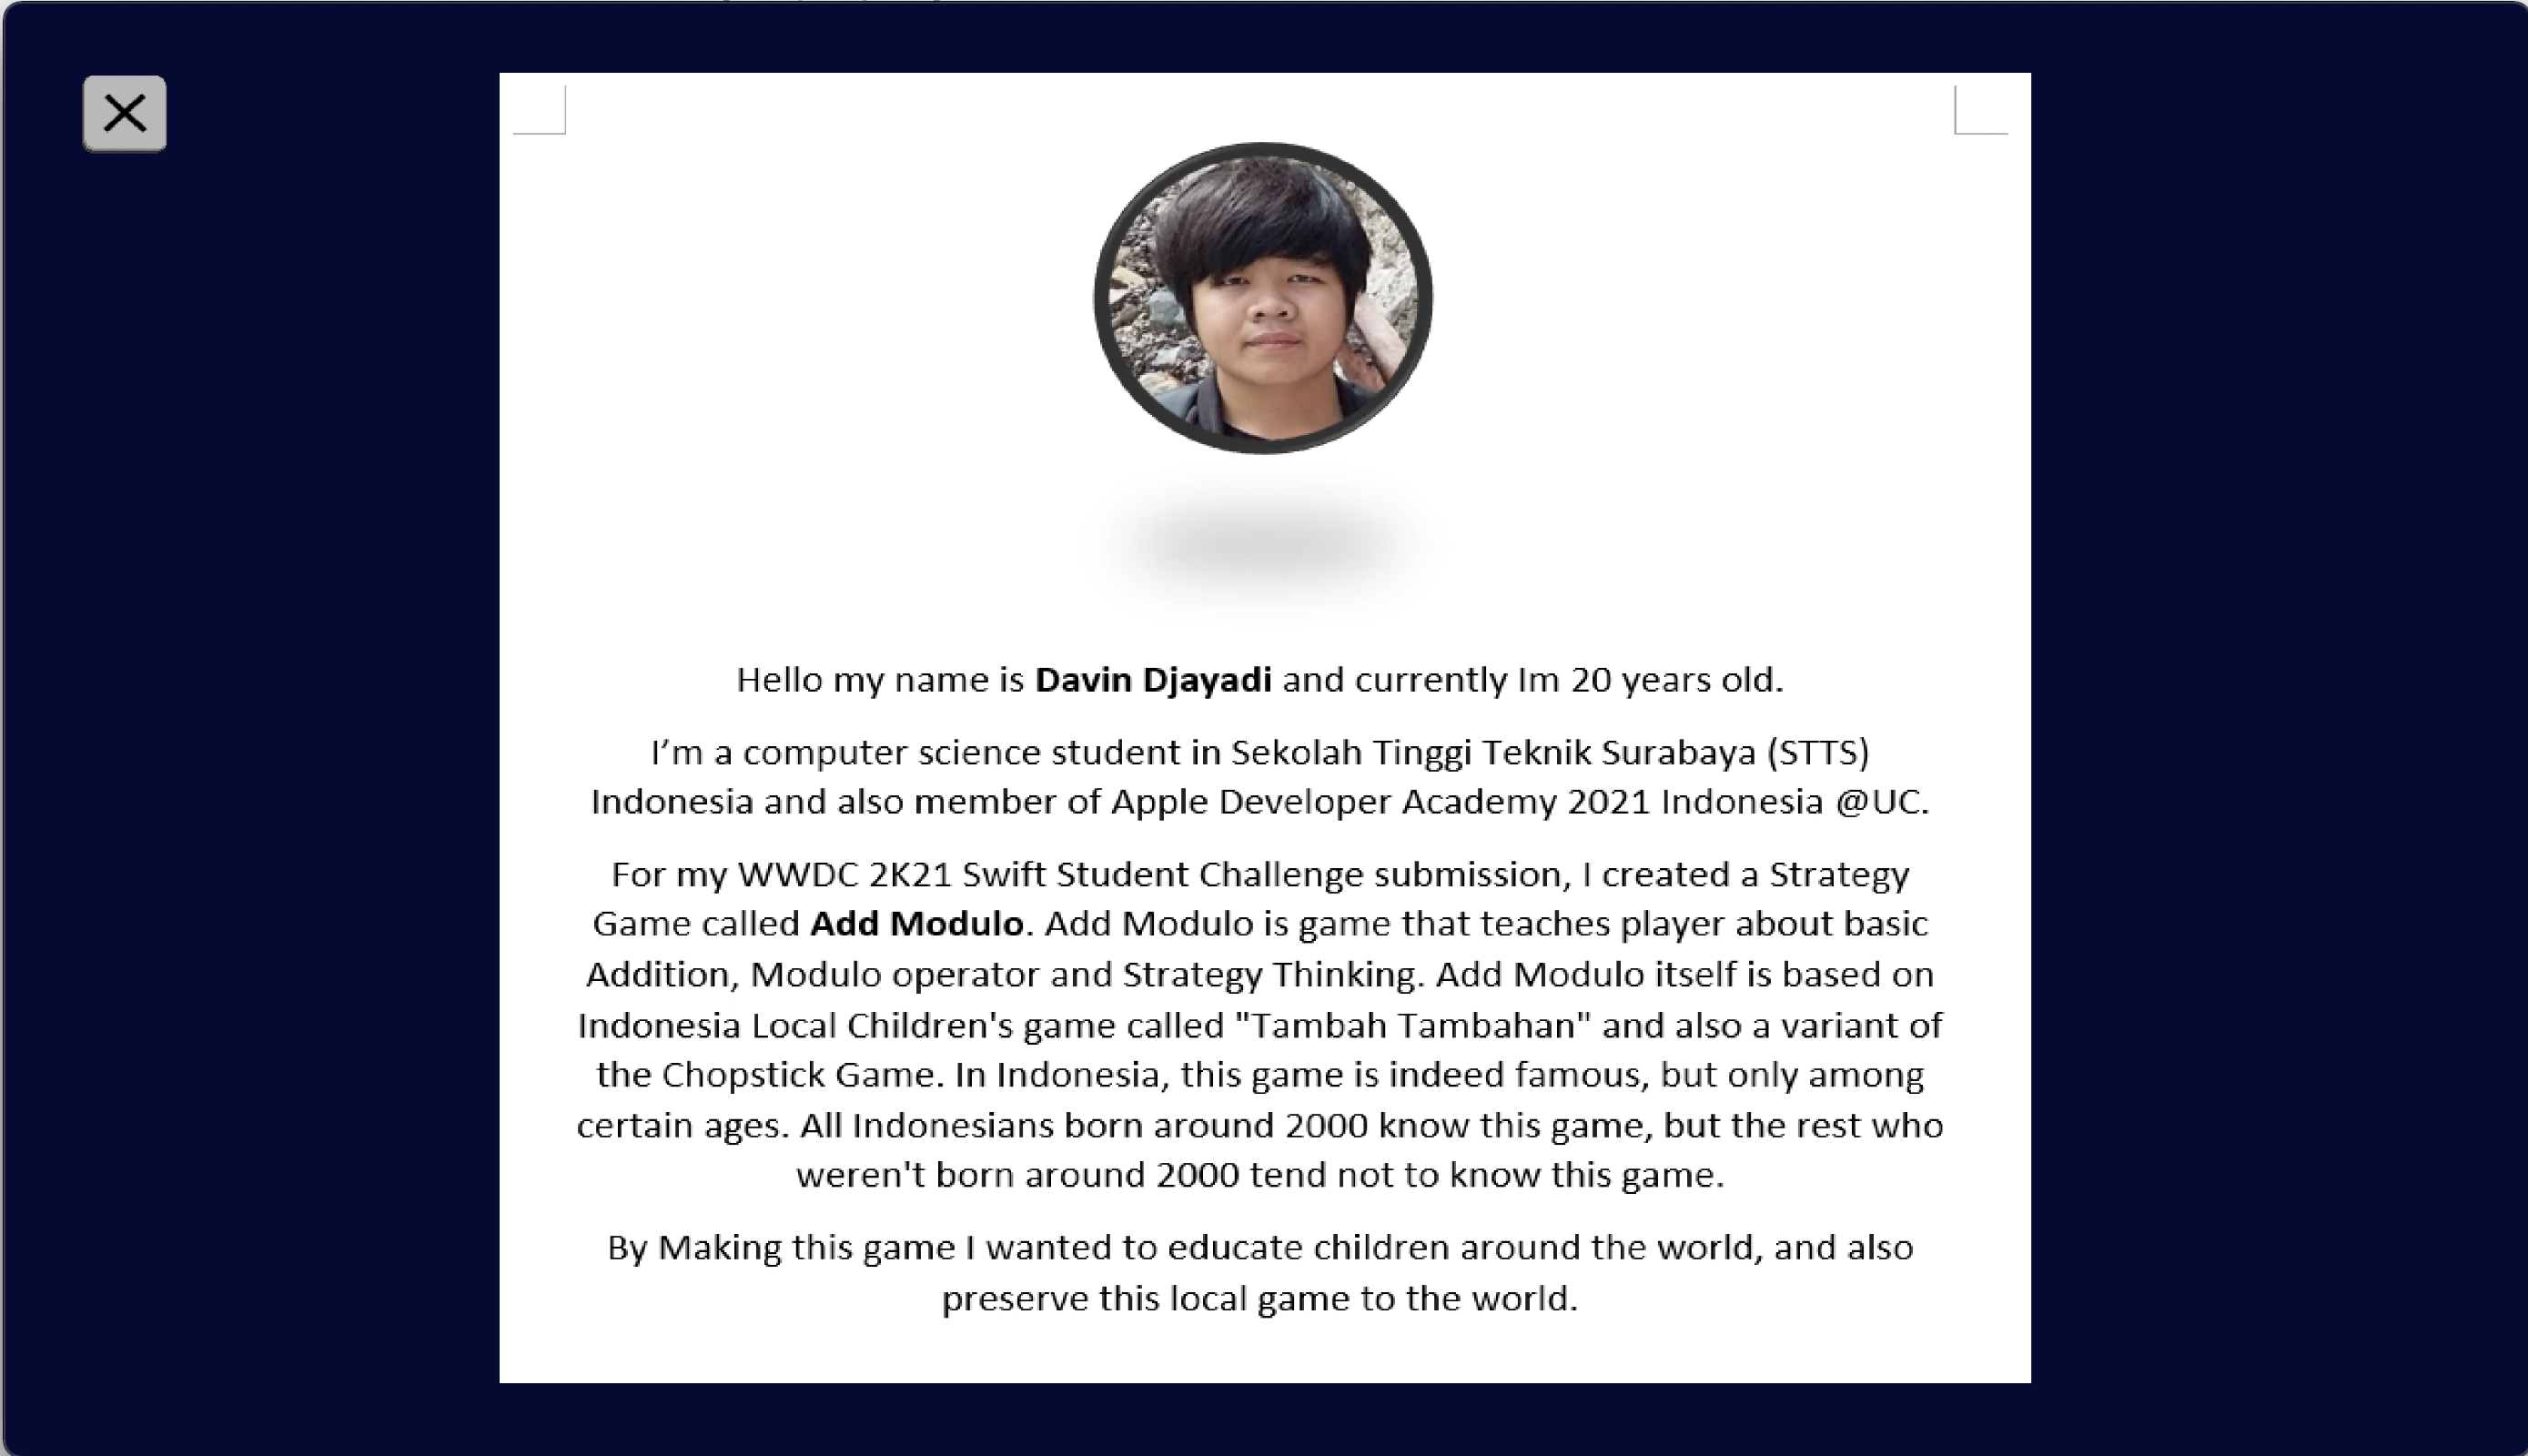 Hello my name is Davin Djayadi and currently Im 20 years old.
I’m a computer science student in Sekolah Tinggi Teknik Surabaya (STTS)
Indonesia and also member of Apple Developer Academy 2021 Indonesia @UC.
For my WWDC 2K21 Swift Student Challenge submission, I created a Strategy
Game called Add Modulo. Add Modulo is game that teaches player about basic
Addition, Modulo operator and Strategy Thinking. Add Modulo itself is based on
Indonesia Local Children's game called "Tambah Tambahan" and also a variant of
the Chopstick Game. In Indonesia, this game is indeed famous, but only among
certain ages. All Indonesians born around 2000 know this game, but the rest who
weren't born around 2000 tend not to know this game.
By Making this game I wanted to educate children around the world, and also
preserve this local game to the world.